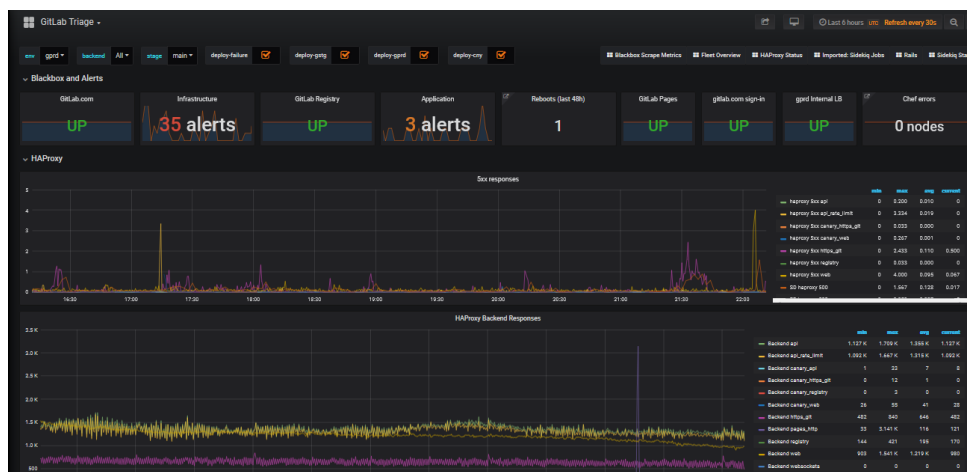 GitLab Triage
Last 6 hours UTC Refresh every 30s
env gprd backend All stage main deploy-failure deploy-gstg deploy-gprd deploy-cny Blackbox Scrape Metrics Fleet Overview HAProxy Status Imported: Sidekiq Jobs Rails Sidekiq Sta
Blackbox and Alerts
GitLab.com Infrastructure GitLab Registry Application Reboots (last 48h) GitLab Pages gitlab.com sign-in gprd Internal LB Chef errors
UP 35 alerts UP 3 alerts 1 UP UP UP 0 nodes
HAProxy
5xx responses
min max avg current
haproxy 5xx api 0 0.200 0.010 0
haproxy 5xx api_rate_limit 0 3.334 0.019 0
haproxy 5xx canary_https_git 0 0.033 0.000 0
haproxy 5xx canary_web 0 0.267 0.001 0
haproxy 5xx https_git 0 2.433 0.110 0.500
haproxy 5xx registry 0 0.033 0.000 0
haproxy 5xx web 0 4.000 0.095 0.067
SD haproxy 500 0 1.567 0.128 0.017
5
4
3
2
1
0
16:30 17:00 17:30 18:00 18:30 19:00 19:30 20:00 20:30 21:00 21:30 22:00
HAProxy Backend Responses
min max avg current
Backend api 1.127 K 1.709 K 1.355 K 1.127 K
Backend api_rate_limit 1.092 K 1.667 K 1.315 K 1.092 K
Backend canary_api 1 33 7 8
Backend canary_https_git 0 12 1 0
Backend canary_registry 0 3 0 0
Backend canary_web 26 55 41 28
Backend https_git 482 840 646 482
Backend pages_http 33 3.141 K 116 121
Backend registry 144 421 195 170
Backend web 903 1.541 K 1.219 K 980
Backend websockets 0 0 0 0
3.5 K
3.0 K
2.5 K
2.0 K
1.5 K
1.0 K
500